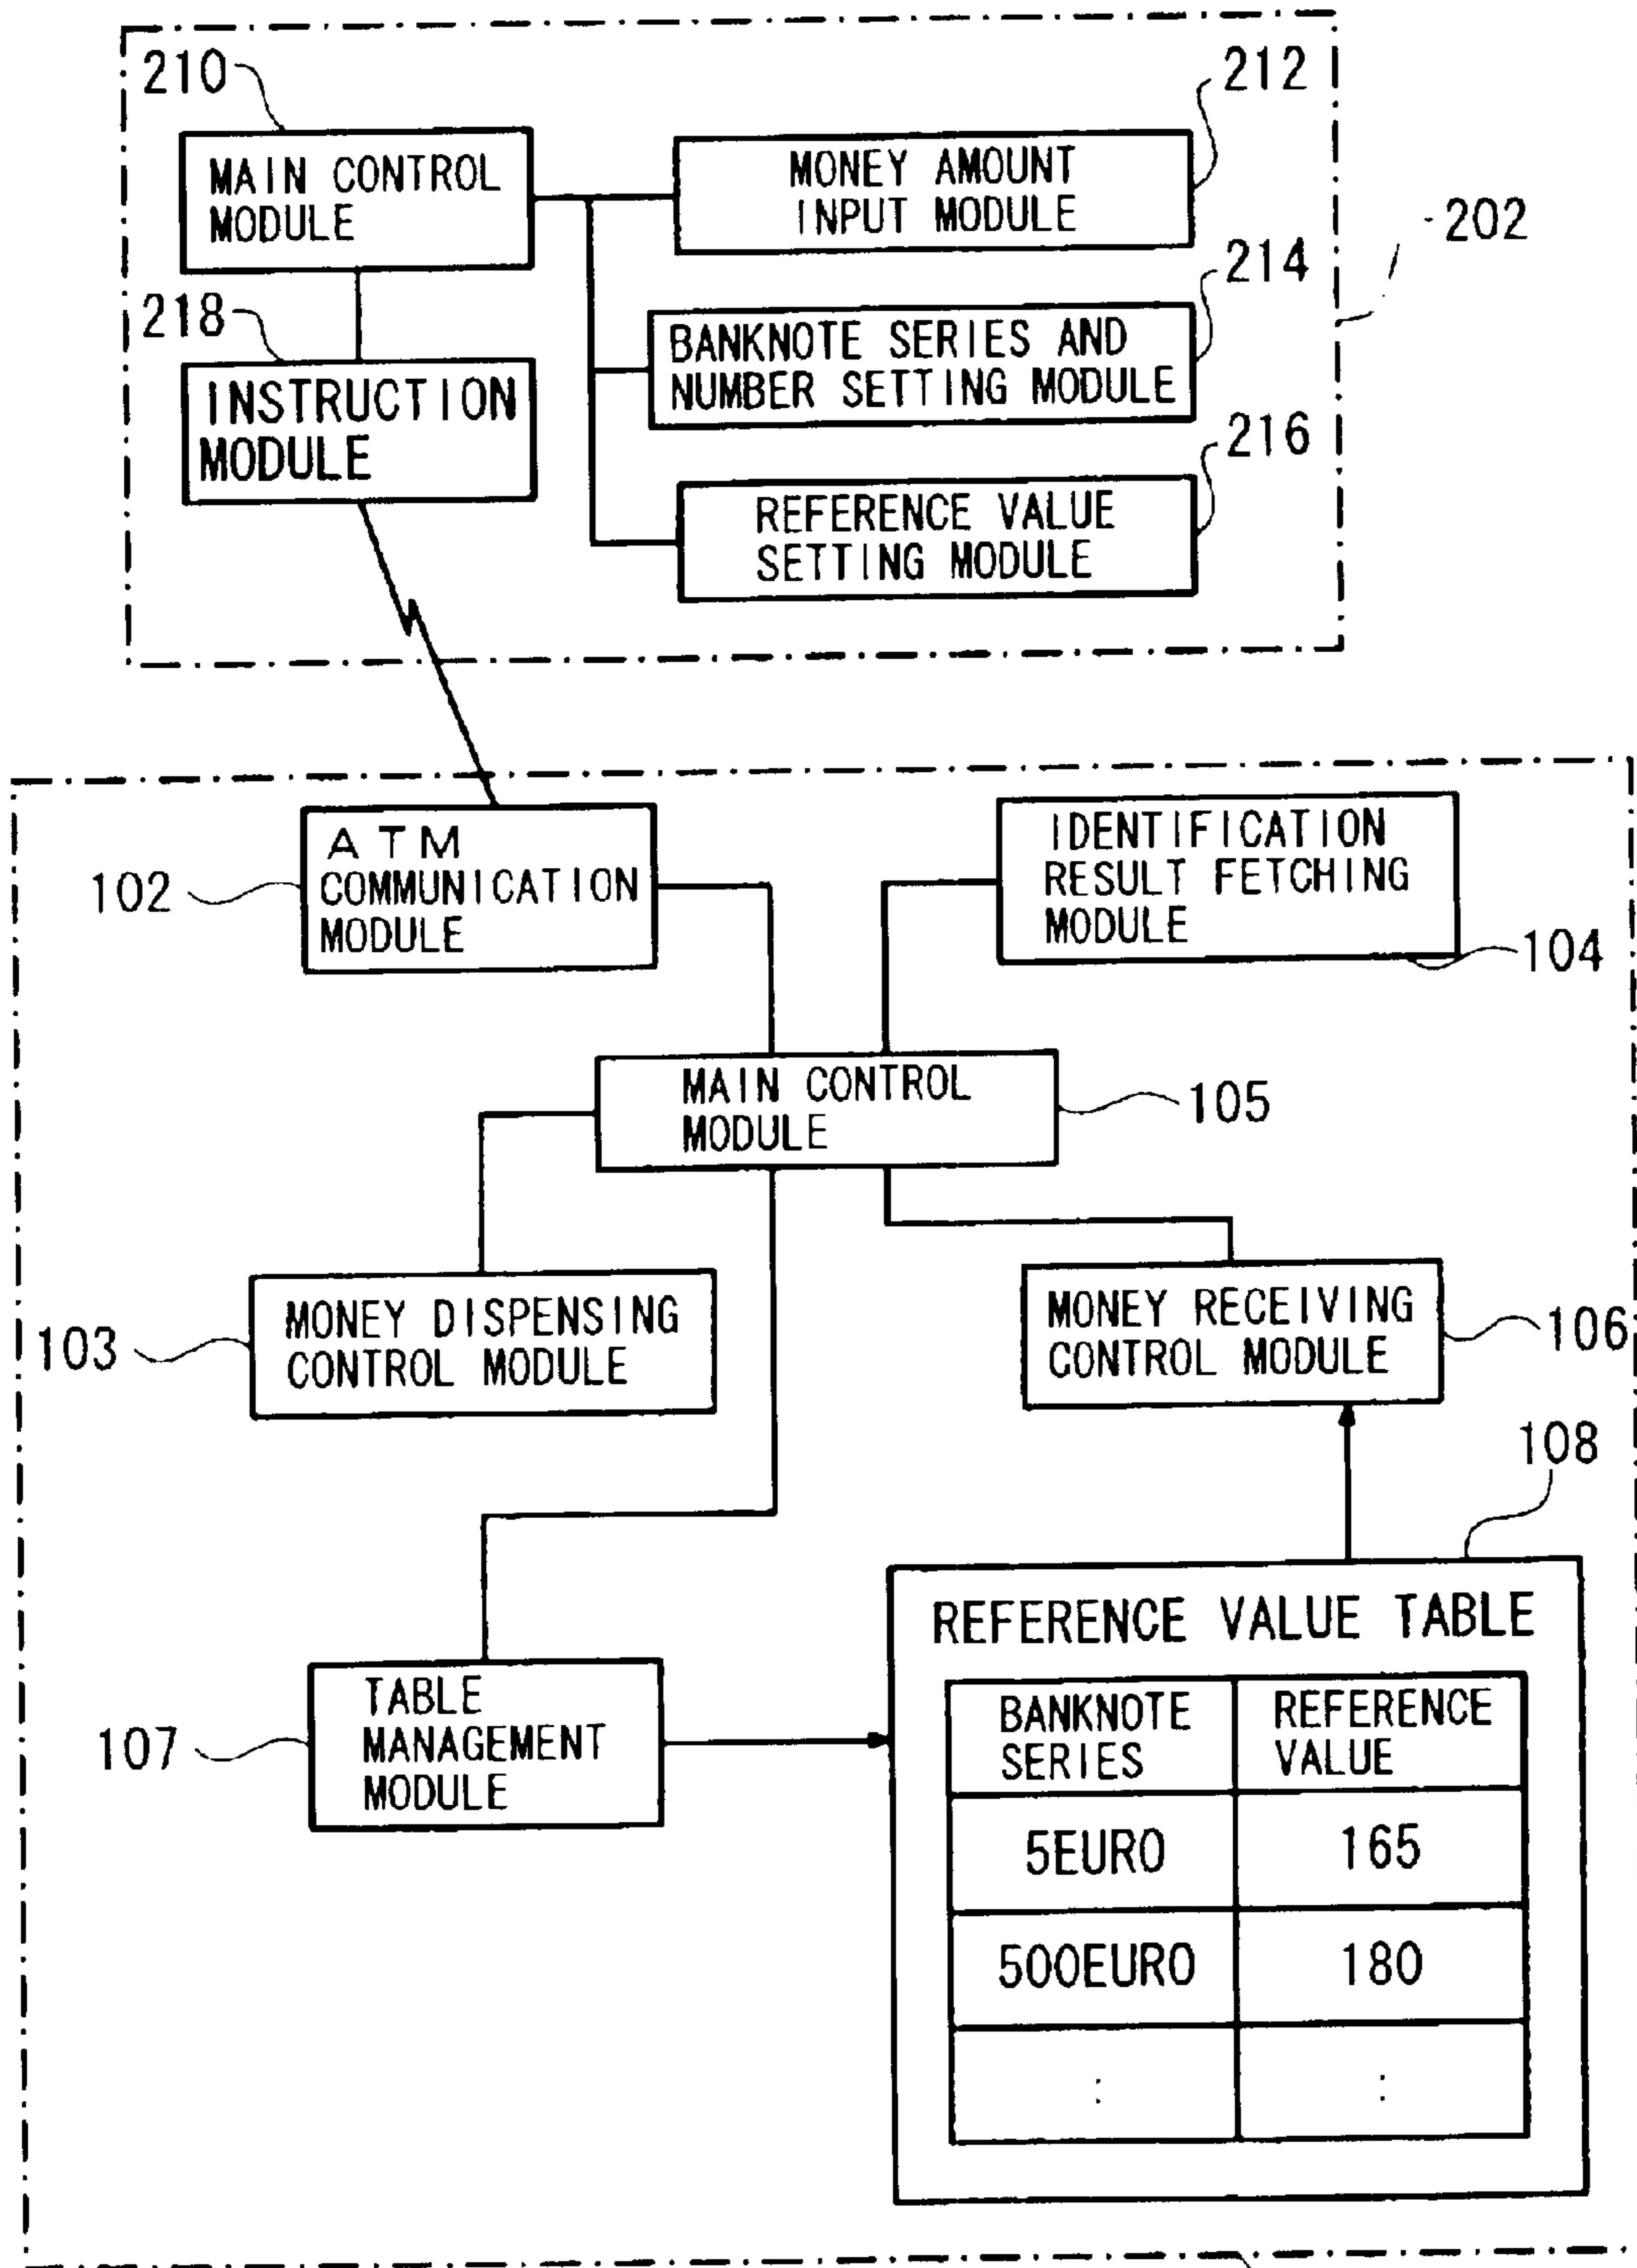 210
212
MAIN CONTROL
MODULE
MONEY AMOUNT
INPUT MODULE
202
214
218
BANKNOTE SERIES AND
NUMBER SETTING MODULE
INSTRUCTION
MODULE
216
REFERENCE VALUE
SETTING MODULE
ATM
COMMUNICATION
MODULE
102
IDENTIFICATION
RESULT FETCHING
MODULE
104
MAIN CONTROL
MODULE
105
MONEY DISPENSING
CONTROL MODULE
103
MONEY RECEIVING
CONTROL MODULE
106
108
REFERENCE VALUE TABLE
TABLE
MANAGEMENT
MODULE
107
BANKNOTE
SERIES
REFERENCE
VALUE
5EURO
165
500EURO
180
:
: